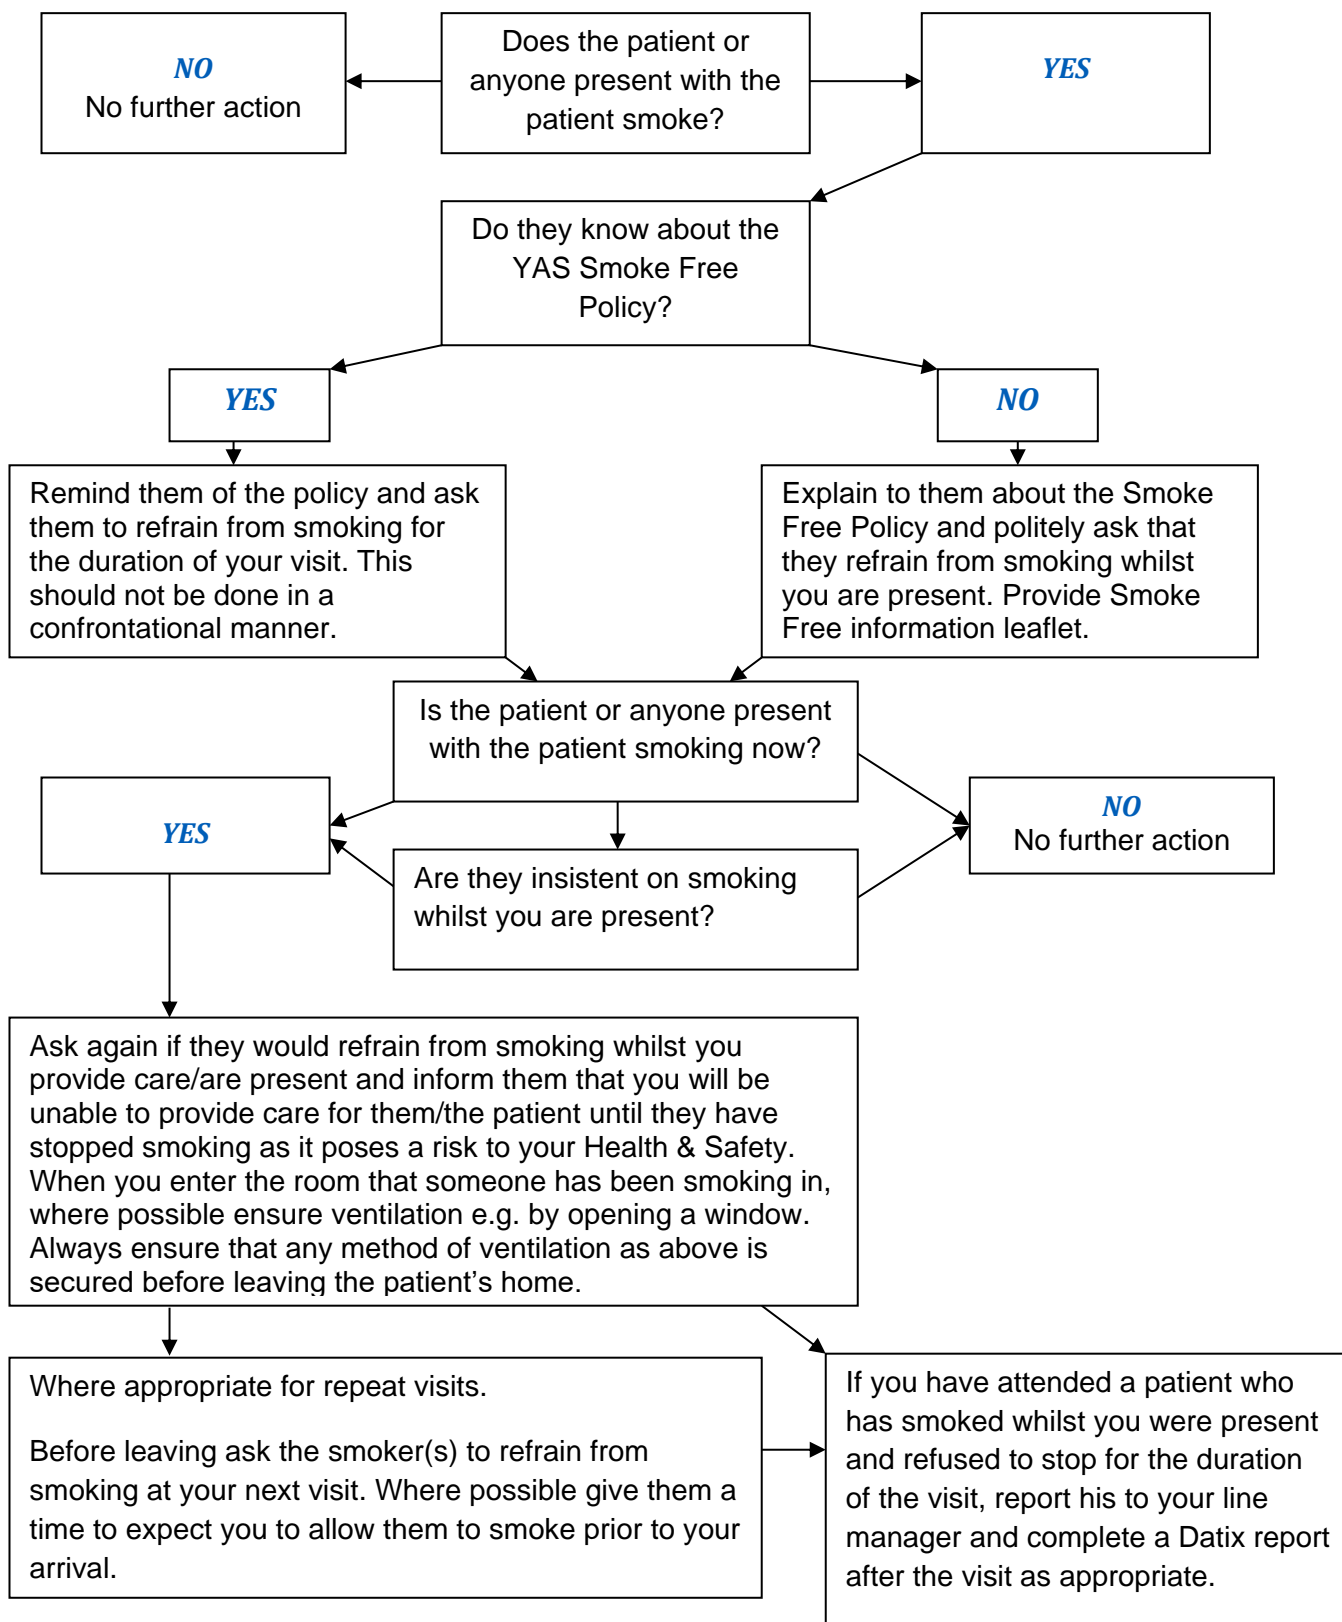 NO
No further action
Does the patient or
anyone present with the
patient smoke?
YES
Do they know about the
YAS Smoke Free
Policy?
YES
NO
Remind them of the policy and ask
them to refrain from smoking for
the duration of your visit. This
should not be done in a
confrontational manner.
Explain to them about the Smoke
Free Policy and politely ask that
they refrain from smoking whilst
you are present. Provide Smoke
Free information leaflet.
Is the patient or anyone present
with the patient smoking now?
YES
NO
No further action
Are they insistent on smoking
whilst you are present?
Ask again if they would refrain from smoking whilst you
provide care/are present and inform them that you will be
unable to provide care for them/the patient until they have
stopped smoking as it poses a risk to your Health & Safety.
When you enter the room that someone has been smoking in,
where possible ensure ventilation e.g. by opening a window.
Always ensure that any method of ventilation as above is
secured before leaving the patient’s home.
Where appropriate for repeat visits.
Before leaving ask the smoker(s) to refrain from
smoking at your next visit. Where possible give them a
time to expect you to allow them to smoke prior to your
arrival.
If you have attended a patient who
has smoked whilst you were present
and refused to stop for the duration
of the visit, report his to your line
manager and complete a Datix report
after the visit as appropriate.